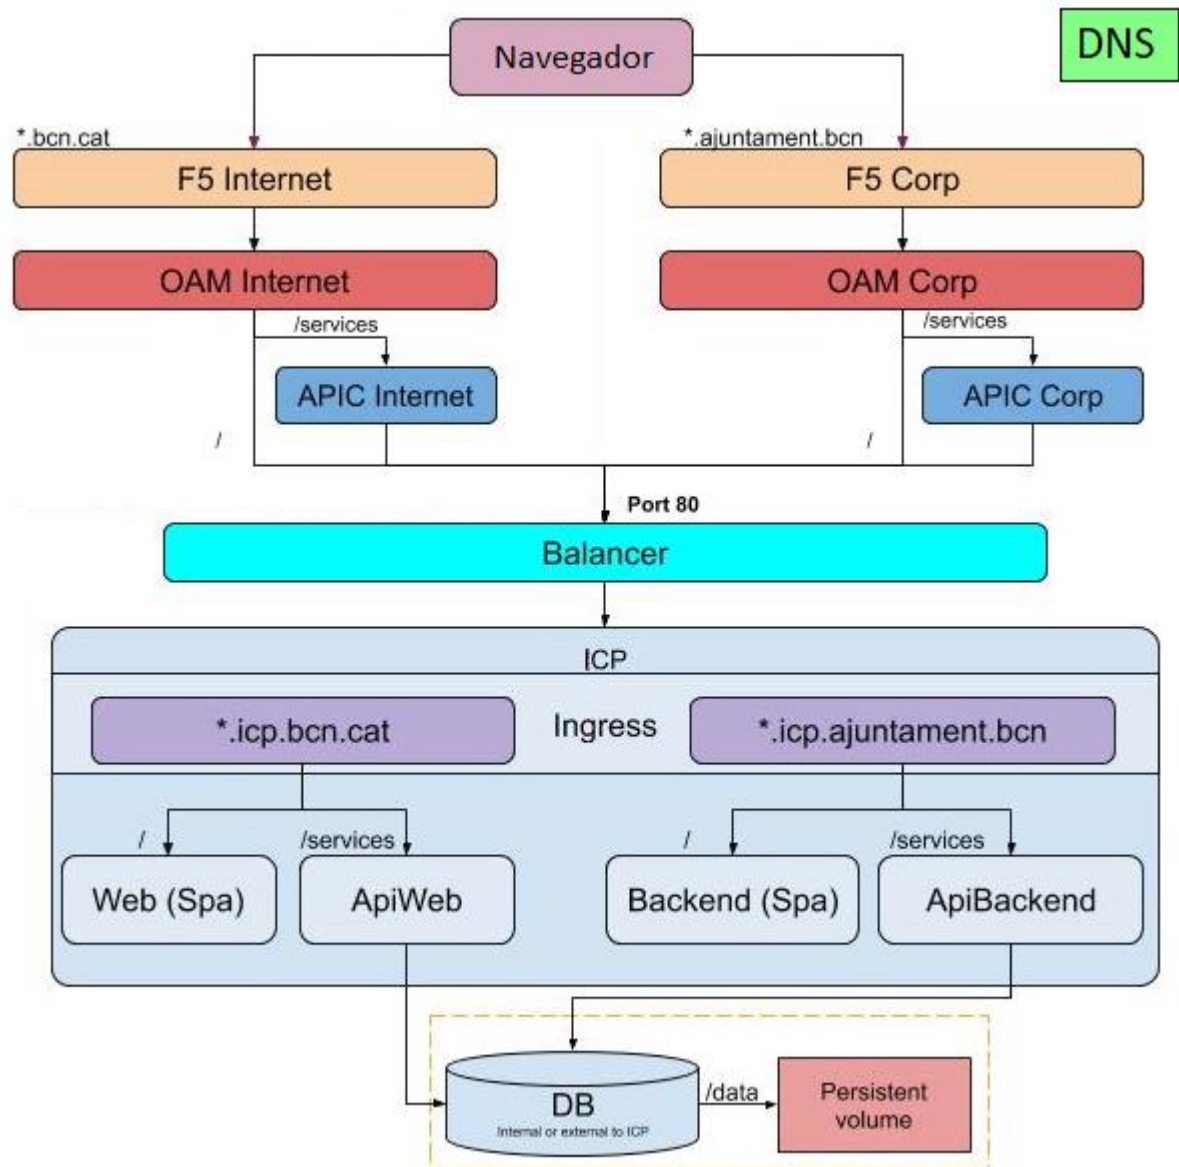 Navegador
DNS
*.bcn.cat
*.ajuntament.bcn
F5 Internet
F5 Corp
OAM Internet
OAM Corp
/services
/services
APIC Internet
APIC Corp
/
/
Port 80
Balancer
ICP
*.icp.bcn.cat
Ingress
*.icp.ajuntament.bcn
/
/services
/
/services
Web (Spa)
ApiWeb
Backend (Spa)
ApiBackend
DB
Internal or external to ICP
/data
Persistent
volume